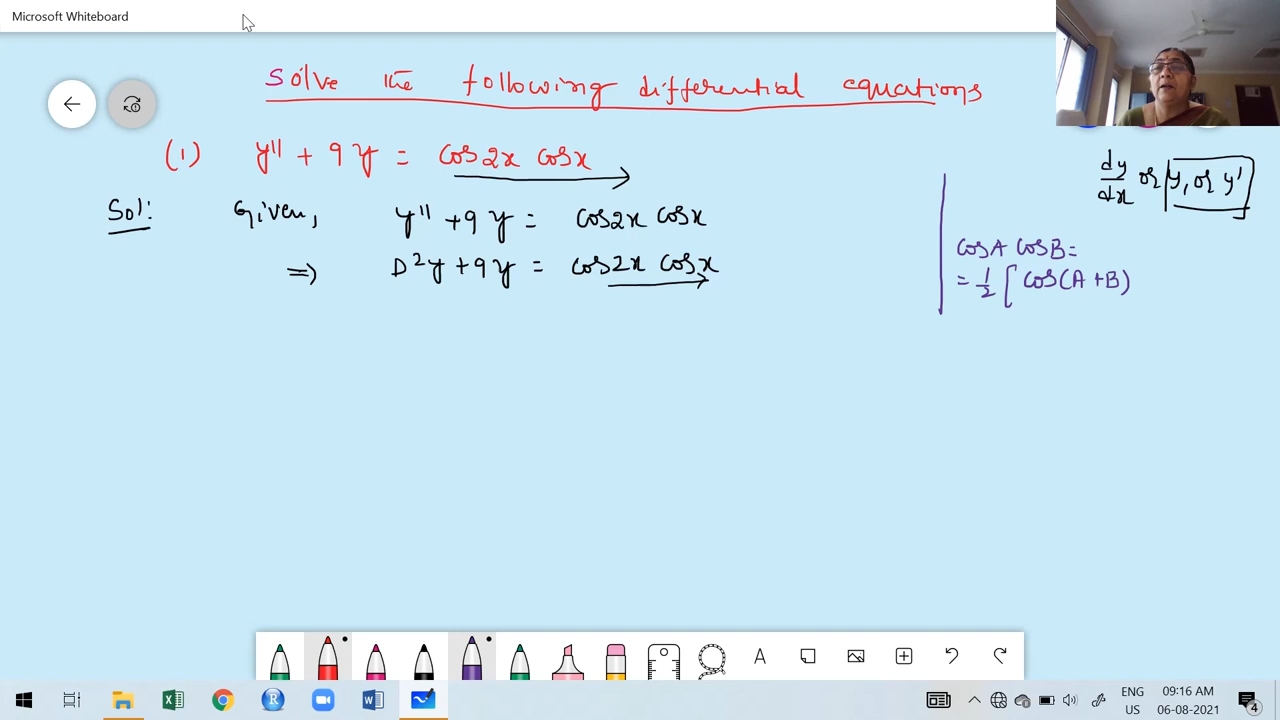 Microsoft Whiteboard
Solve the following differential equations
(1) y" + 9y = cos2x cosx
Sol: Given, y" + 9y = cos2x cosx
⇒ D²y + 9y = cos2x cosx
dy/dx or y, or y'
cosA cosB =
= 1/2 [ cos(A+B)
A
ENG
US
09:16 AM
06-08-2021
4